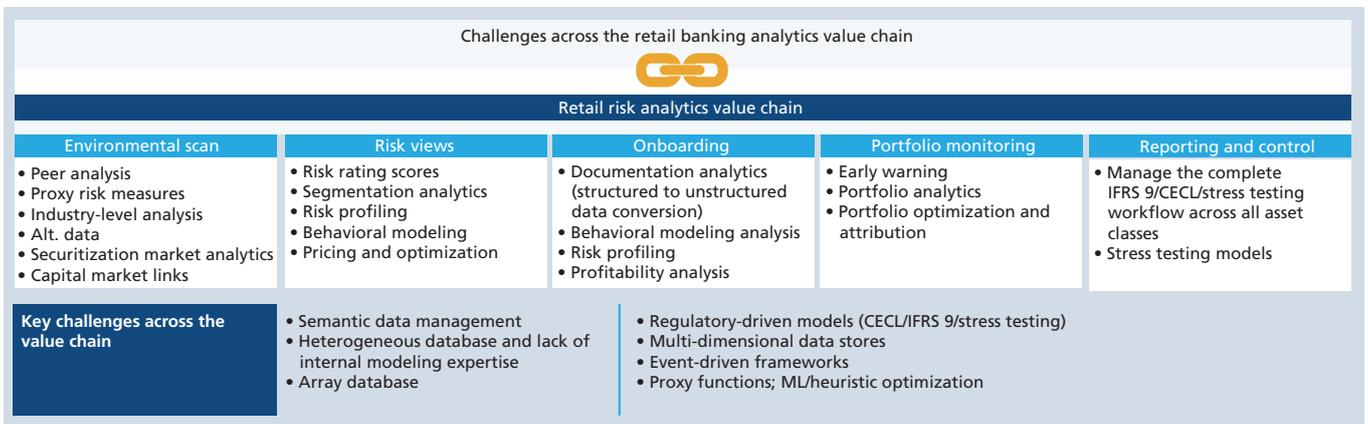 Challenges across the retail banking analytics value chain
Retail risk analytics value chain
Environmental scan
• Peer analysis
• Proxy risk measures
• Industry-level analysis
• Alt. data
• Securitization market analytics
• Capital market links
Risk views
• Risk rating scores
• Segmentation analytics
• Risk profiling
• Behavioral modeling
• Pricing and optimization
Onboarding
• Documentation analytics
(structured to unstructured
data conversion)
• Behavioral modeling analysis
• Risk profiling
• Profitability analysis
Portfolio monitoring
• Early warning
• Portfolio analytics
• Portfolio optimization and
attribution
Reporting and control
• Manage the complete
IFRS 9/CECL/stress testing
workflow across all asset
classes
• Stress testing models
Key challenges across the
value chain
• Semantic data management
• Heterogeneous database and lack of
internal modeling expertise
• Array database
• Regulatory-driven models (CECL/IFRS 9/stress testing)
• Multi-dimensional data stores
• Event-driven frameworks
• Proxy functions; ML/heuristic optimization